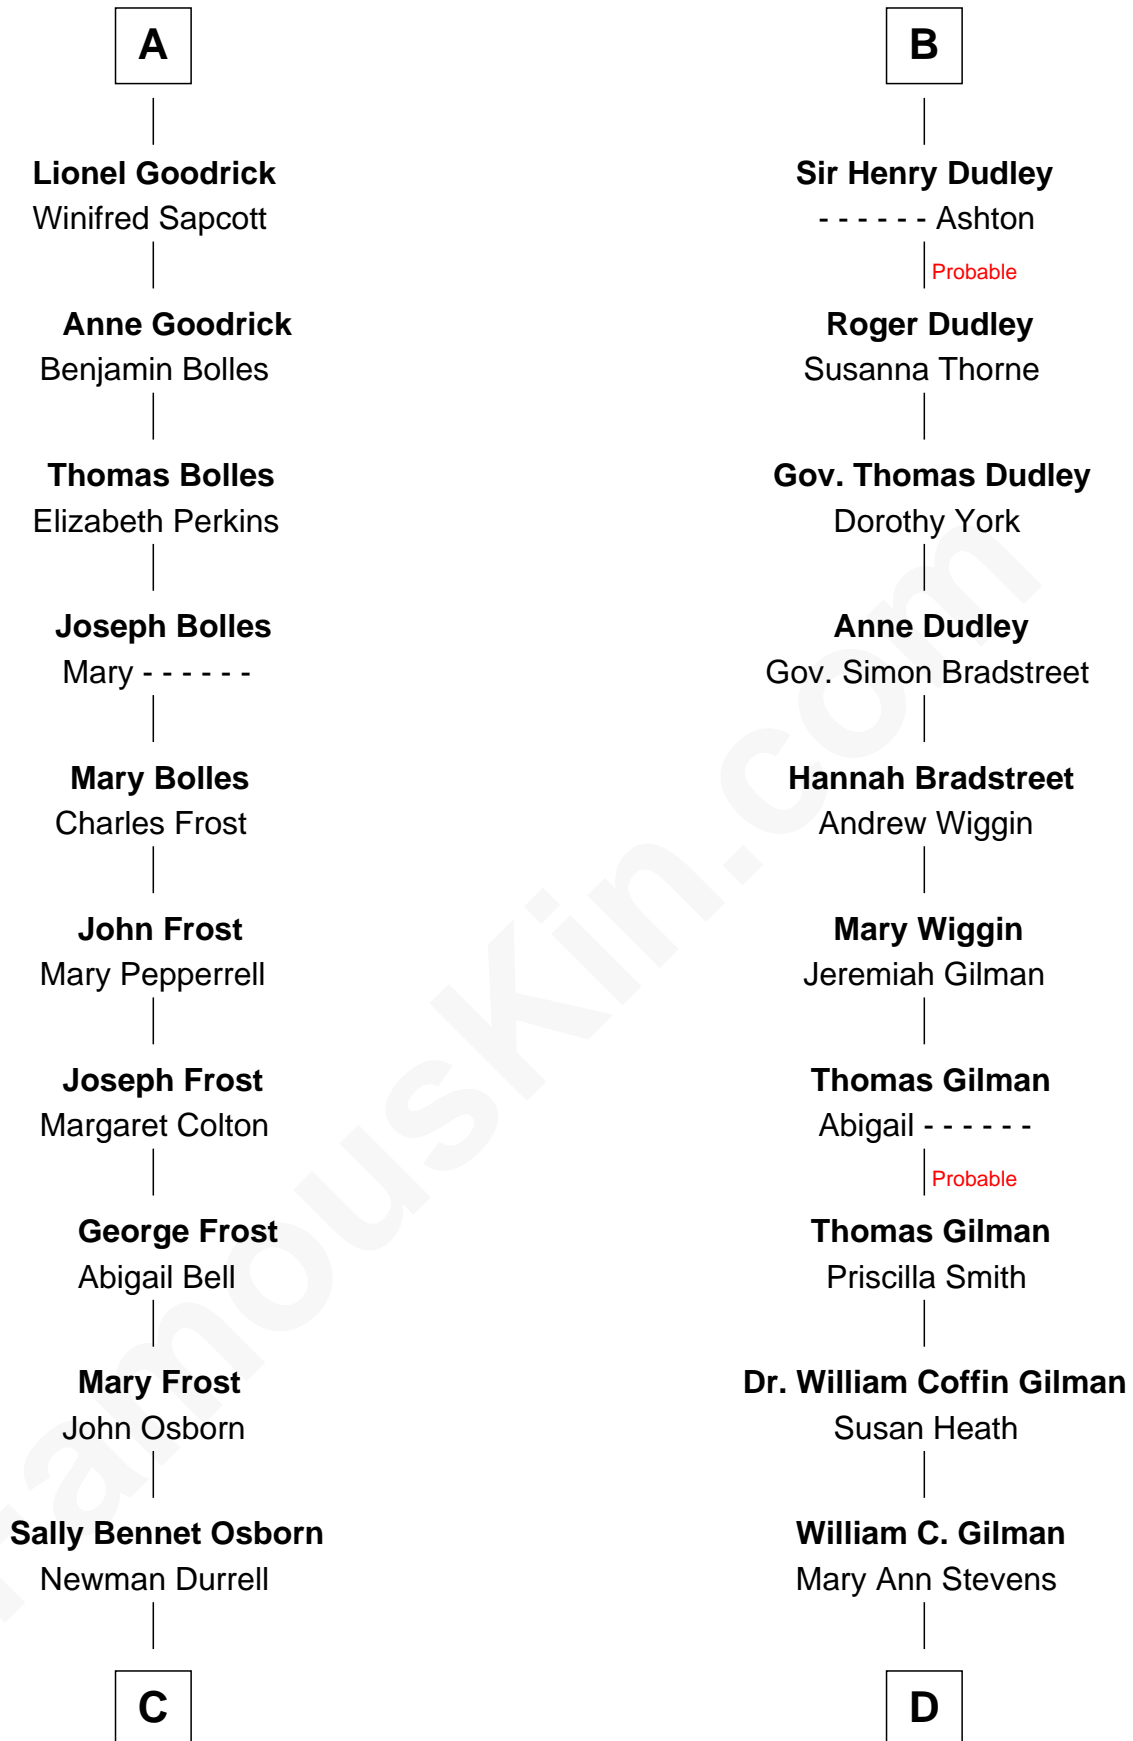 A
Lionel Goodrick
Winifred Sapcott
Anne Goodrick
Benjamin Bolles
Thomas Bolles
Elizabeth Perkins
Joseph Bolles
Mary - - - - - -
Mary Bolles
Charles Frost
John Frost
Mary Pepperrell
Joseph Frost
Margaret Colton
George Frost
Abigail Bell
Mary Frost
John Osborn
Sally Bennet Osborn
Newman Durrell
C
B
Sir Henry Dudley
- - - - - - Ashton
Probable
Roger Dudley
Susanna Thorne
Gov. Thomas Dudley
Dorothy York
Anne Dudley
Gov. Simon Bradstreet
Hannah Bradstreet
Andrew Wiggin
Mary Wiggin
Jeremiah Gilman
Thomas Gilman
Abigail - - - - - -
Probable
Thomas Gilman
Priscilla Smith
Dr. William Coffin Gilman
Susan Heath
William C. Gilman
Mary Ann Stevens
D
FamousKin.com